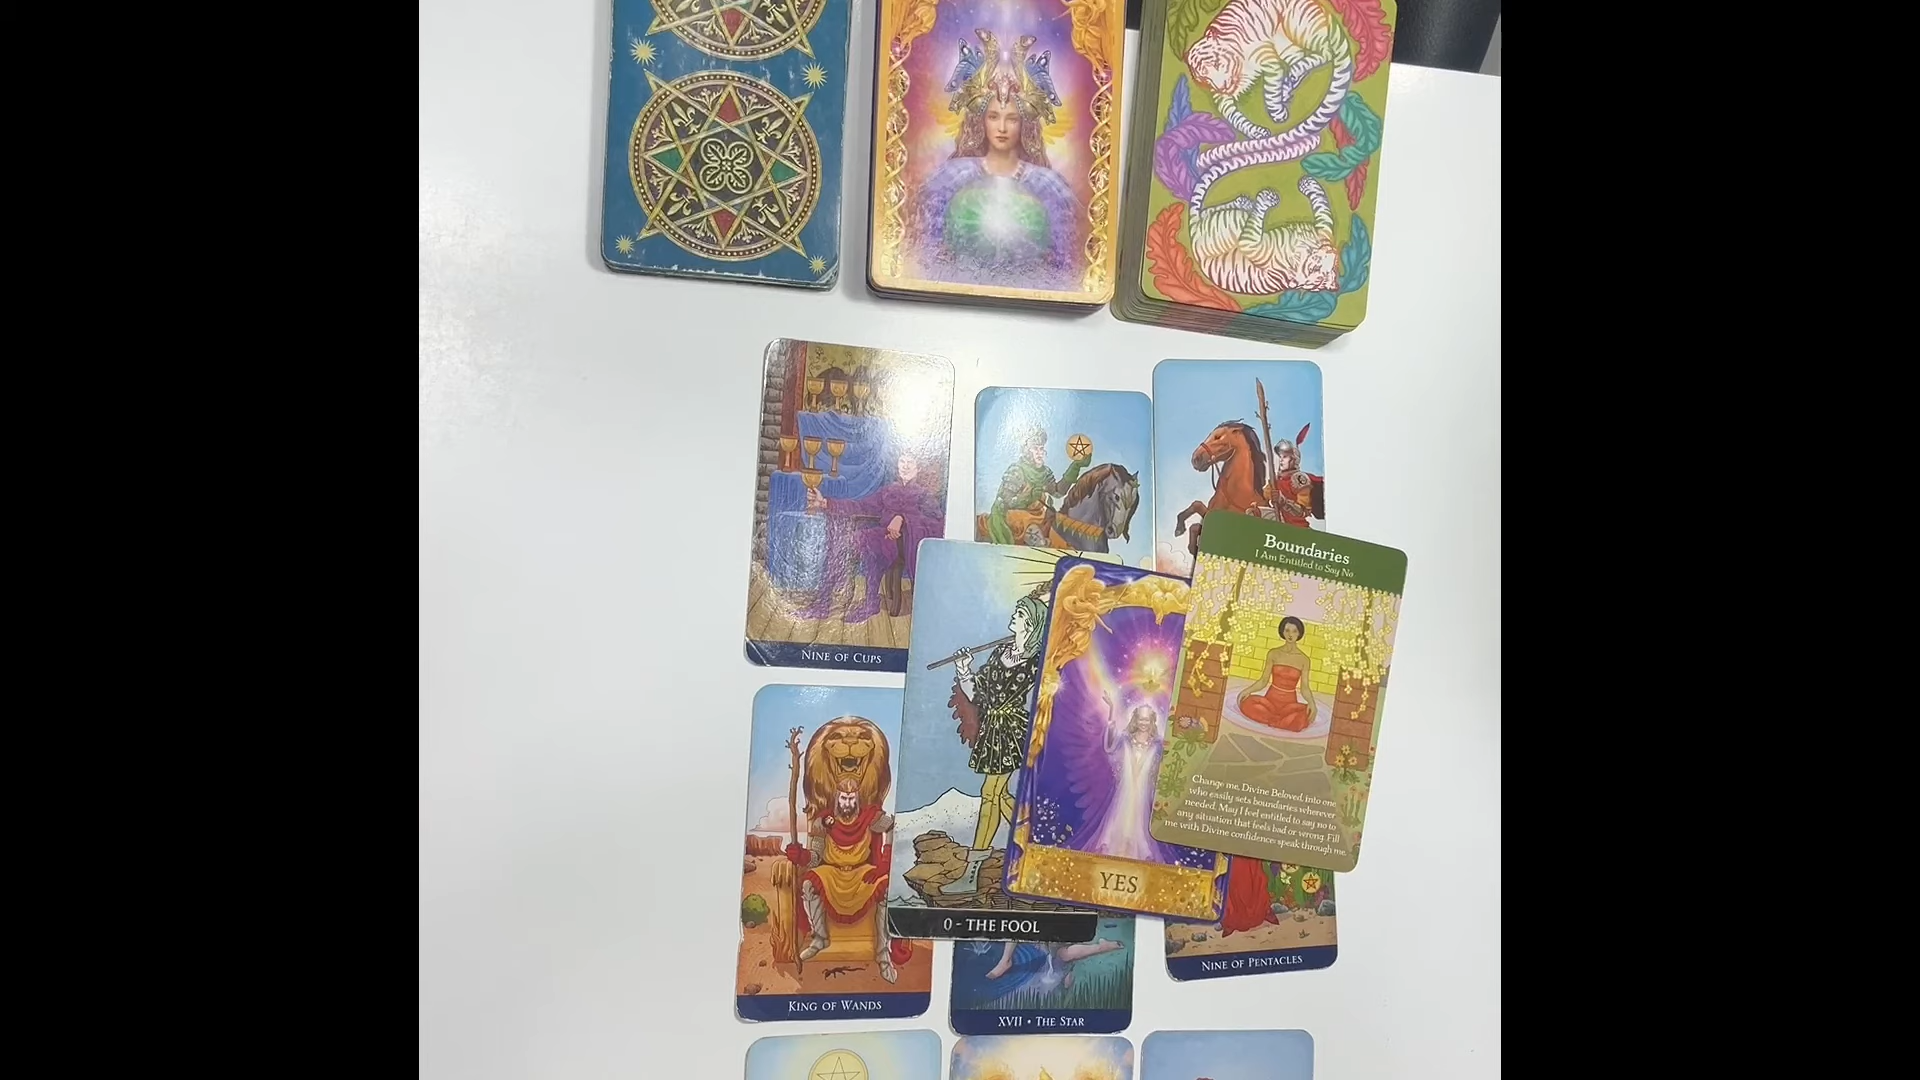 NINE OF CUPS
Boundaries
I Am Entitled to Say No
Change me, Divine Beloved, into one
who easily sets boundaries wherever
needed. May I feel entitled to say no to
any situation that feels bad or wrong. Fill
me with Divine confidence; speak through me.
YES
0 - THE FOOL
NINE OF PENTACLES
KING OF WANDS
XVII • THE STAR